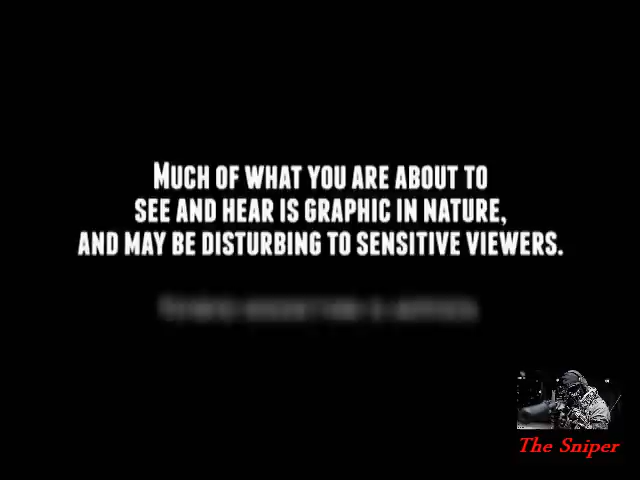 MUCH OF WHAT YOU ARE ABOUT TO
SEE AND HEAR IS GRAPHIC IN NATURE,
AND MAY BE DISTURBING TO SENSITIVE VIEWERS.
The Sniper